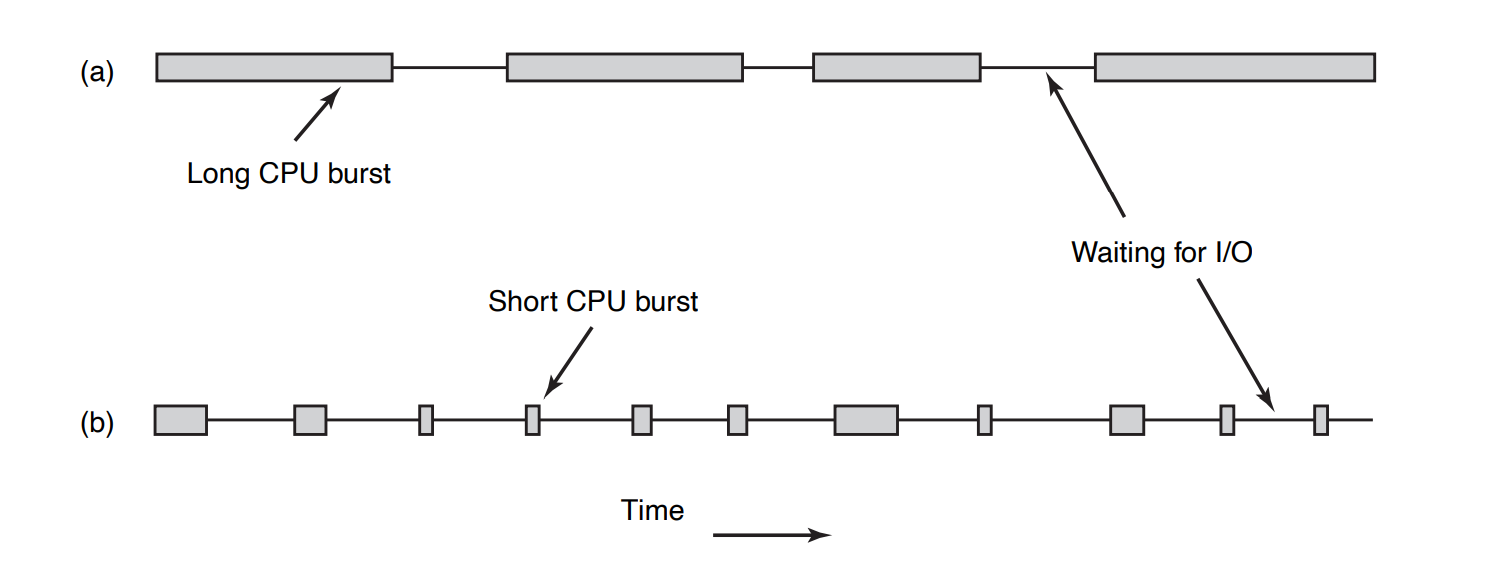 (a)
Long CPU burst
Waiting for I/O
Short CPU burst
(b)
Time